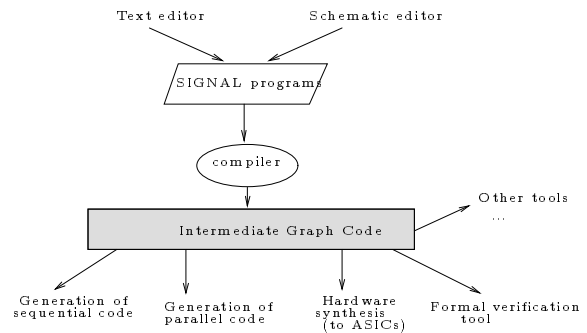 Text editor
Schematic editor
SIGNAL programs
compiler
Other tools
...
Intermediate Graph Code
Generation of
sequential code
Generation of
parallel code
Hardware
synthesis
(to ASICs)
Formal verification
tool